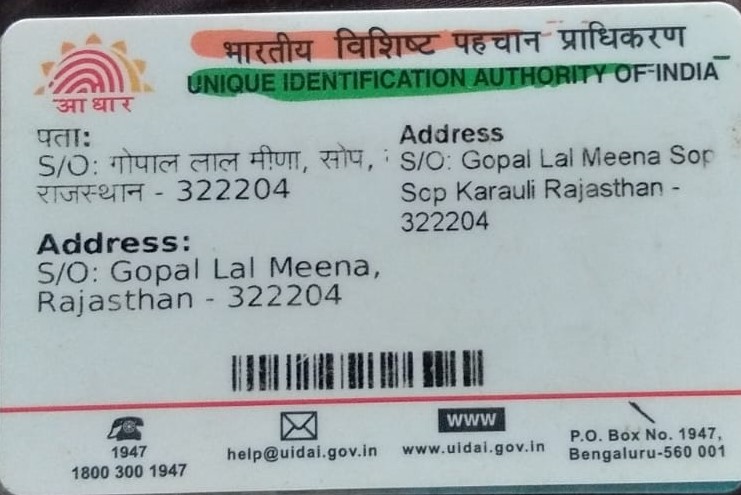 भारतीय विशिष्ट पहचान प्राधिकरण
UNIQUE IDENTIFICATION AUTHORITY OF INDIA
आधार
पता:
S/O: गोपाल लाल मीणा, सोप,
राजस्थान - 322204
Address:
S/O: Gopal Lal Meena,
Rajasthan - 322204
Address
S/O: Gopal Lal Meena Sop
Sop Karauli Rajasthan -
322204
1947
1800 300 1947
help@uidai.gov.in
WWW
www.uidai.gov.in
P.O. Box No. 1947,
Bengaluru-560 001